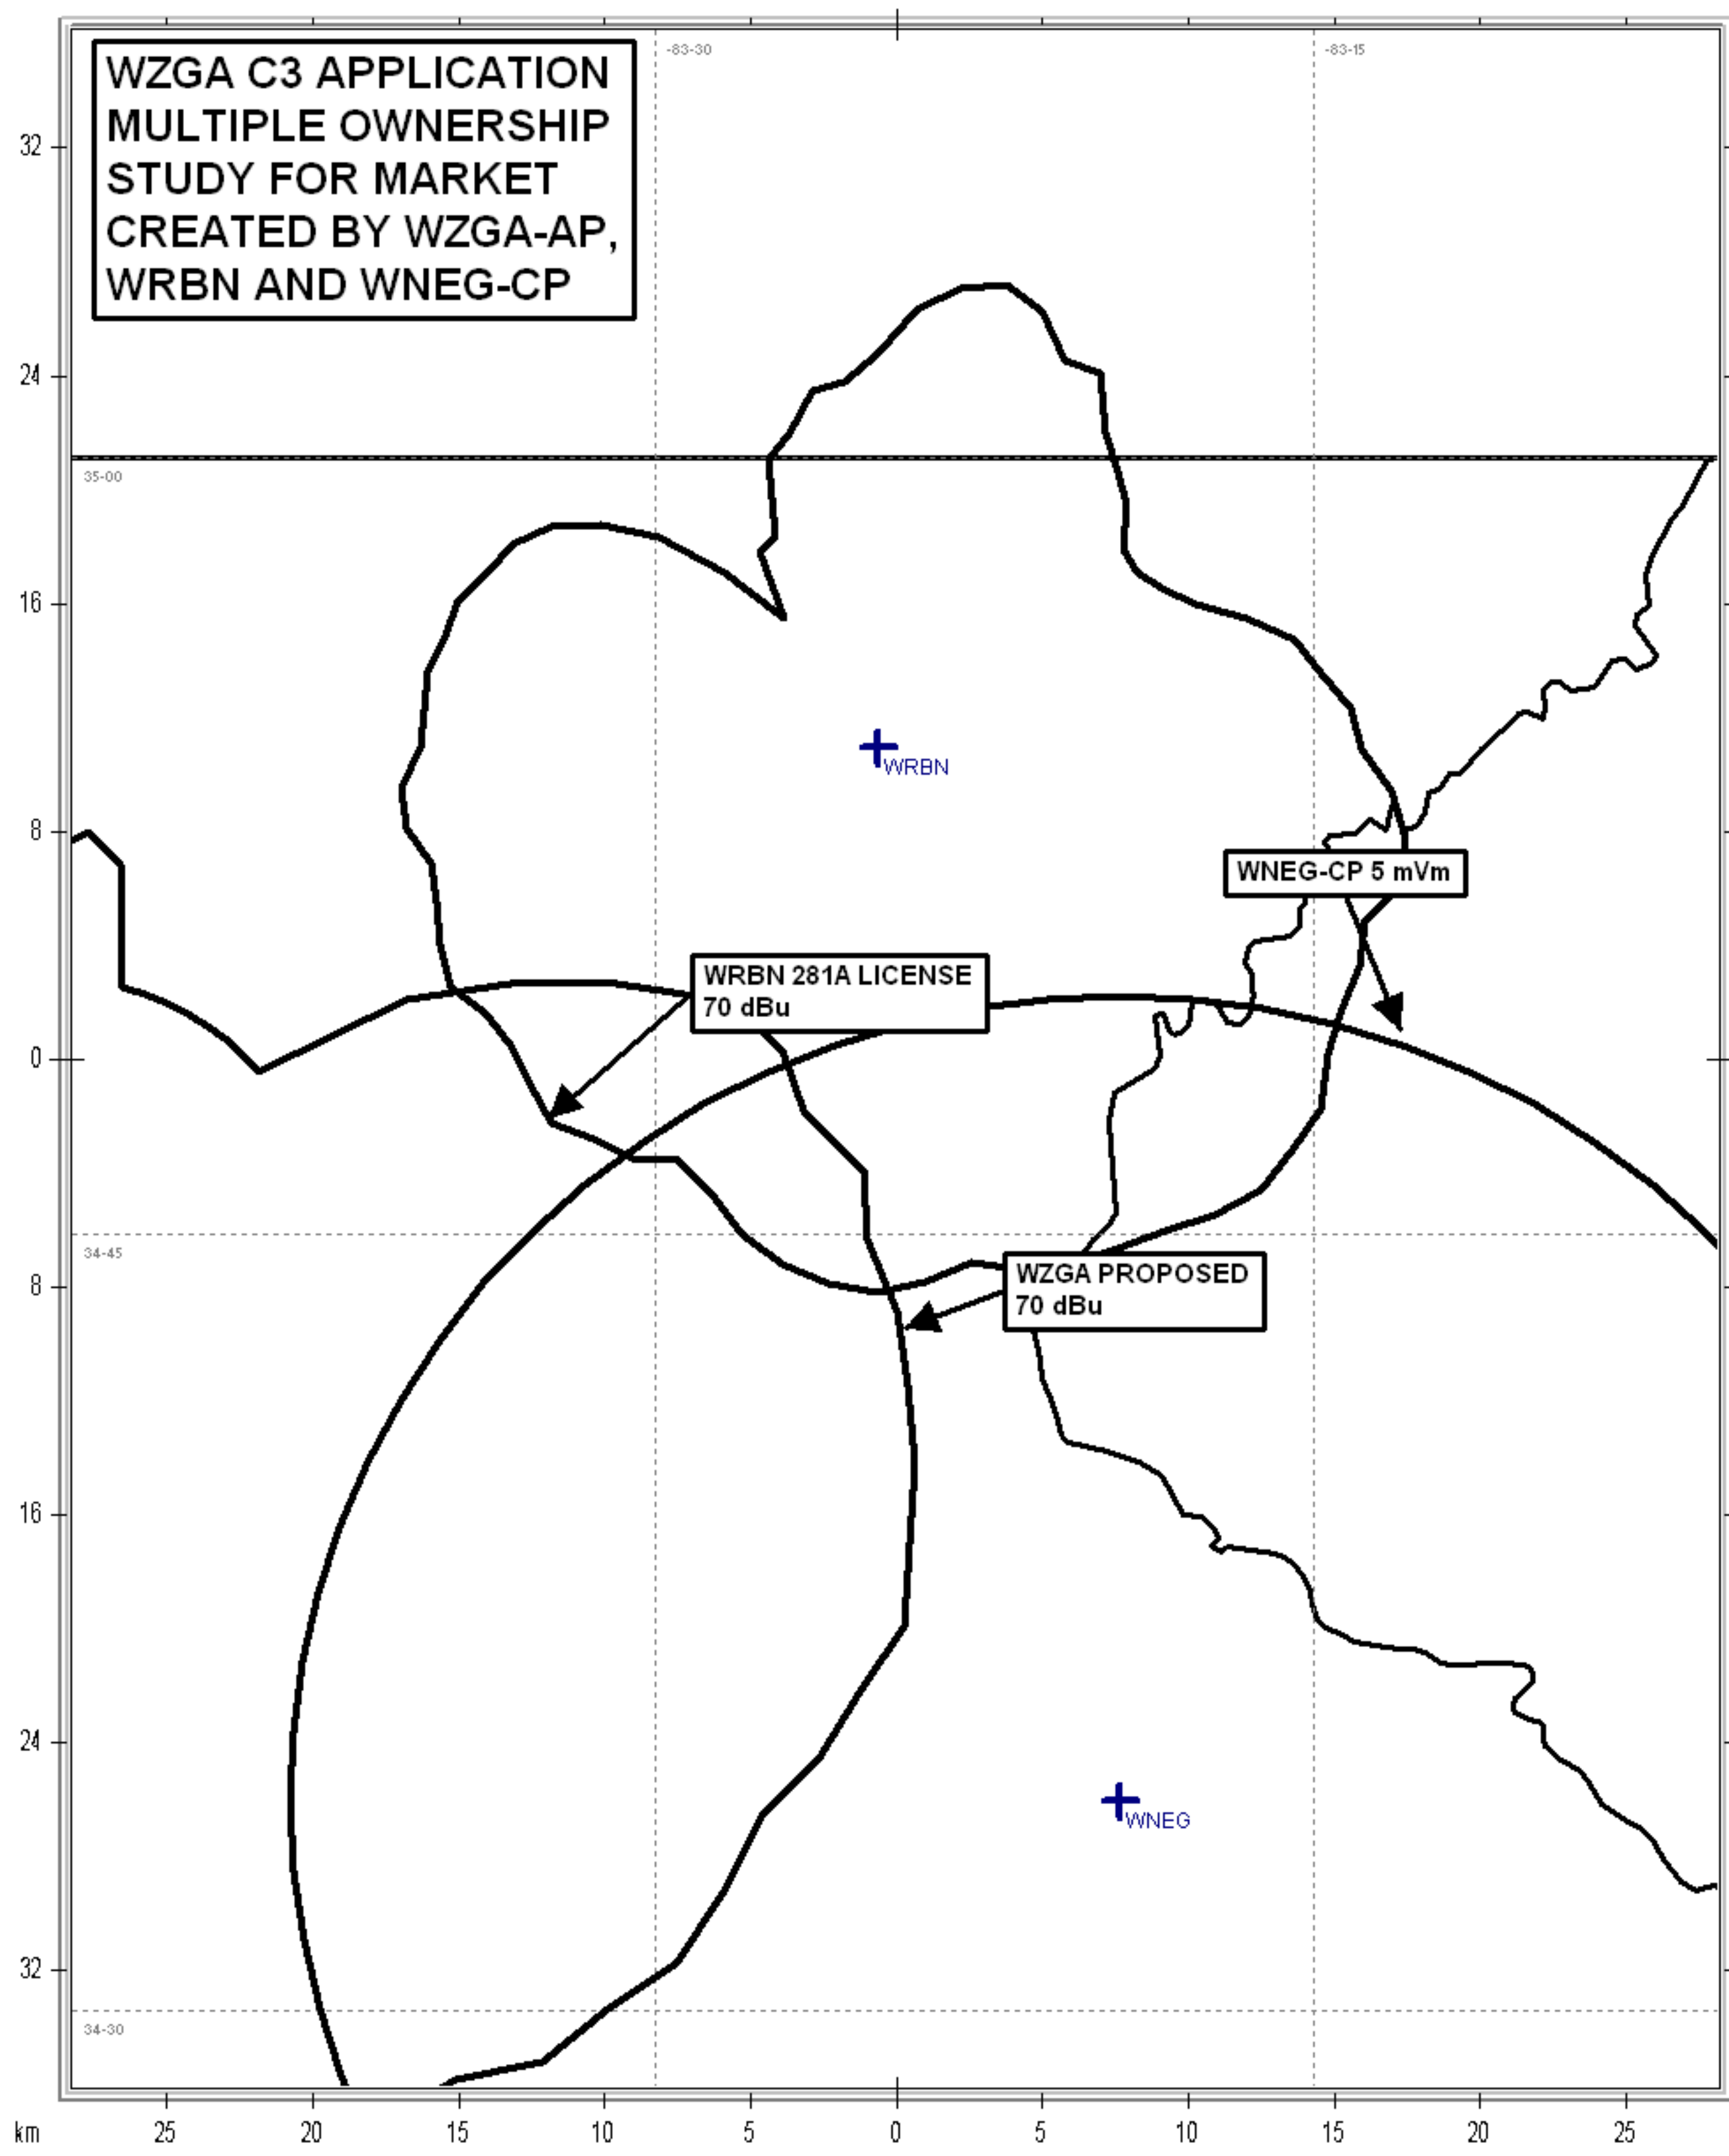 -83-30
-83-15
WZGA C3 APPLICATION
MULTIPLE OWNERSHIP
STUDY FOR MARKET
CREATED BY WZGA-AP,
WRBN AND WNEG-CP
32
24
35-00
16
WRBN
8
WNEG-CP 5 mVm
WRBN 281A LICENSE
70 dBu
0
34-45
WZGA PROPOSED
70 dBu
8
16
24
WNEG
32
34-30
km 25 20 15 10 5 0 5 10 15 20 25